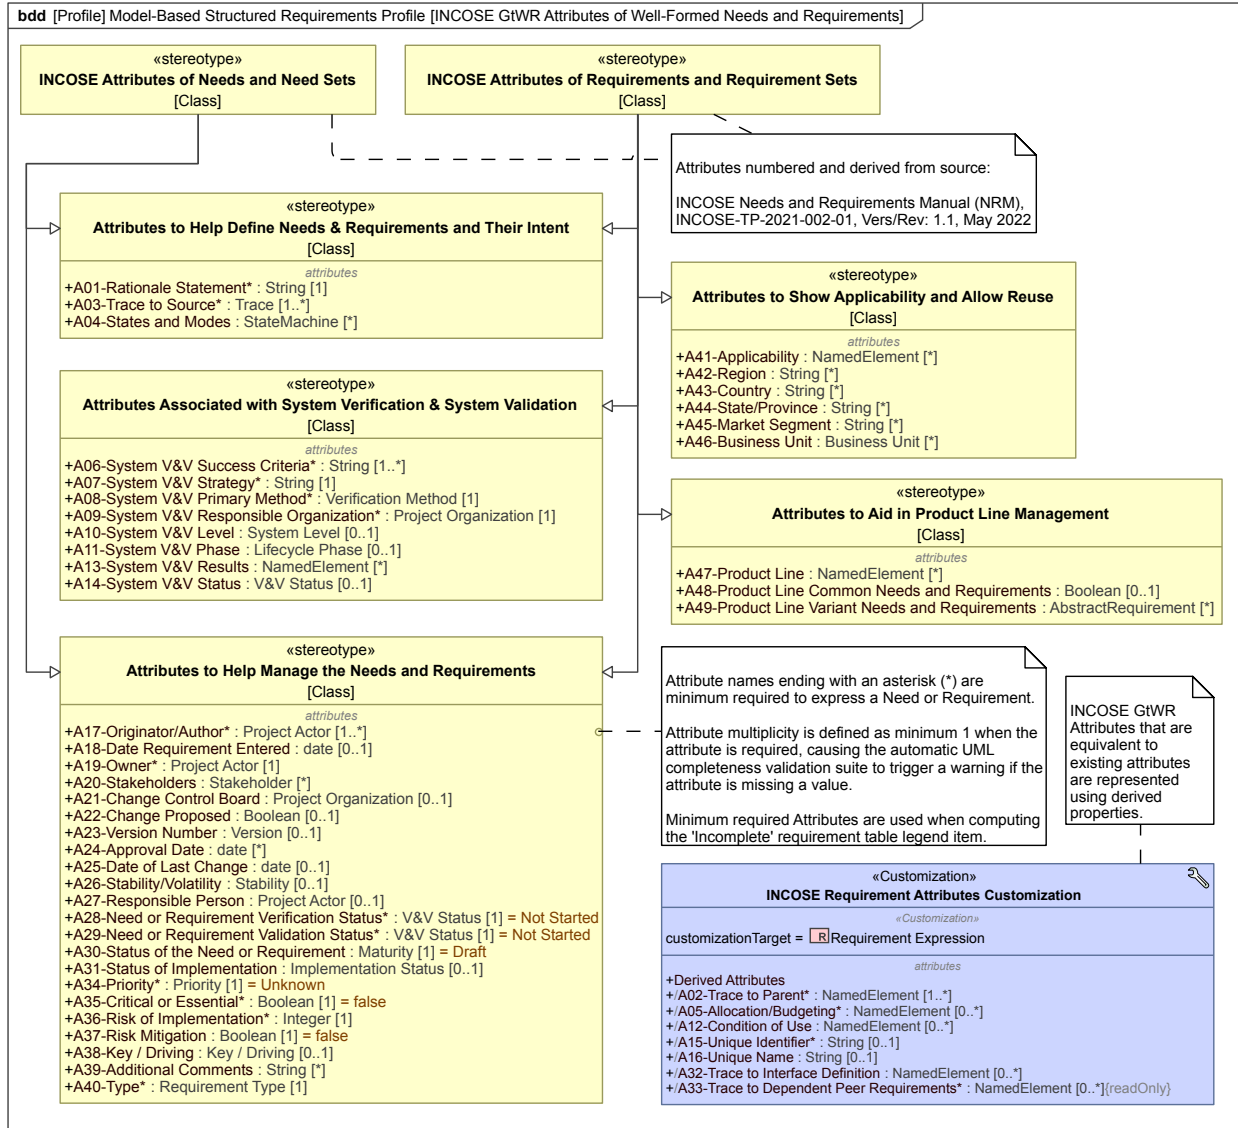 bdd [Profile] Model-Based Structured Requirements Profile [INCOSE GtWR Attributes of Well-Formed Needs and Requirements]
«stereotype»
INCOSE Attributes of Needs and Need Sets
[Class]
«stereotype»
INCOSE Attributes of Requirements and Requirement Sets
[Class]
Attributes numbered and derived from source:
INCOSE Needs and Requirements Manual (NRM),
INCOSE-TP-2021-002-01, Vers/Rev: 1.1, May 2022
«stereotype»
Attributes to Help Define Needs & Requirements and Their Intent
[Class]
attributes
+A01-Rationale Statement* : String [1]
+A03-Trace to Source* : Trace [1..*]
+A04-States and Modes : StateMachine [*]
«stereotype»
Attributes to Show Applicability and Allow Reuse
[Class]
attributes
+A41-Applicability : NamedElement [*]
+A42-Region : String [*]
+A43-Country : String [*]
+A44-State/Province : String [*]
+A45-Market Segment : String [*]
+A46-Business Unit : Business Unit [*]
«stereotype»
Attributes Associated with System Verification & System Validation
[Class]
attributes
+A06-System V&V Success Criteria* : String [1..*]
+A07-System V&V Strategy* : String [1]
+A08-System V&V Primary Method* : Verification Method [1]
+A09-System V&V Responsible Organization* : Project Organization [1]
+A10-System V&V Level : System Level [0..1]
+A11-System V&V Phase : Lifecycle Phase [0..1]
+A13-System V&V Results : NamedElement [*]
+A14-System V&V Status : V&V Status [0..1]
«stereotype»
Attributes to Aid in Product Line Management
[Class]
attributes
+A47-Product Line : NamedElement [*]
+A48-Product Line Common Needs and Requirements : Boolean [0..1]
+A49-Product Line Variant Needs and Requirements : AbstractRequirement [*]
«stereotype»
Attributes to Help Manage the Needs and Requirements
[Class]
attributes
+A17-Originator/Author* : Project Actor [1..*]
+A18-Date Requirement Entered : date [0..1]
+A19-Owner* : Project Actor [1]
+A20-Stakeholders : Stakeholder [*]
+A21-Change Control Board : Project Organization [0..1]
+A22-Change Proposed : Boolean [0..1]
+A23-Version Number : Version [0..1]
+A24-Approval Date : date [*]
+A25-Date of Last Change : date [0..1]
+A26-Stability/Volatility : Stability [0..1]
+A27-Responsible Person : Project Actor [0..1]
+A28-Need or Requirement Verification Status* : V&V Status [1] = Not Started
+A29-Need or Requirement Validation Status* : V&V Status [1] = Not Started
+A30-Status of the Need or Requirement : Maturity [1] = Draft
+A31-Status of Implementation : Implementation Status [0..1]
+A34-Priority* : Priority [1] = Unknown
+A35-Critical or Essential* : Boolean [1] = false
+A36-Risk of Implementation* : Integer [1]
+A37-Risk Mitigation : Boolean [1] = false
+A38-Key / Driving : Key / Driving [0..1]
+A39-Additional Comments : String [*]
+A40-Type* : Requirement Type [1]
Attribute names ending with an asterisk (*) are
minimum required to express a Need or Requirement.
Attribute multiplicity is defined as minimum 1 when the
attribute is required, causing the automatic UML
completeness validation suite to trigger a warning if the
attribute is missing a value.
Minimum required Attributes are used when computing
the 'Incomplete' requirement table legend item.
INCOSE GtWR
Attributes that are
equivalent to
existing attributes
are represented
using derived
properties.
«Customization»
INCOSE Requirement Attributes Customization
«Customization»
customizationTarget = R Requirement Expression
attributes
+Derived Attributes
+/A02-Trace to Parent* : NamedElement [1..*]
+/A05-Allocation/Budgeting* : NamedElement [0..*]
+/A12-Condition of Use : NamedElement [0..*]
+/A15-Unique Identifier* : String [0..1]
+/A16-Unique Name : String [0..1]
+/A32-Trace to Interface Definition : NamedElement [0..*]
+/A33-Trace to Dependent Peer Requirements* : NamedElement [0..*]{readOnly}